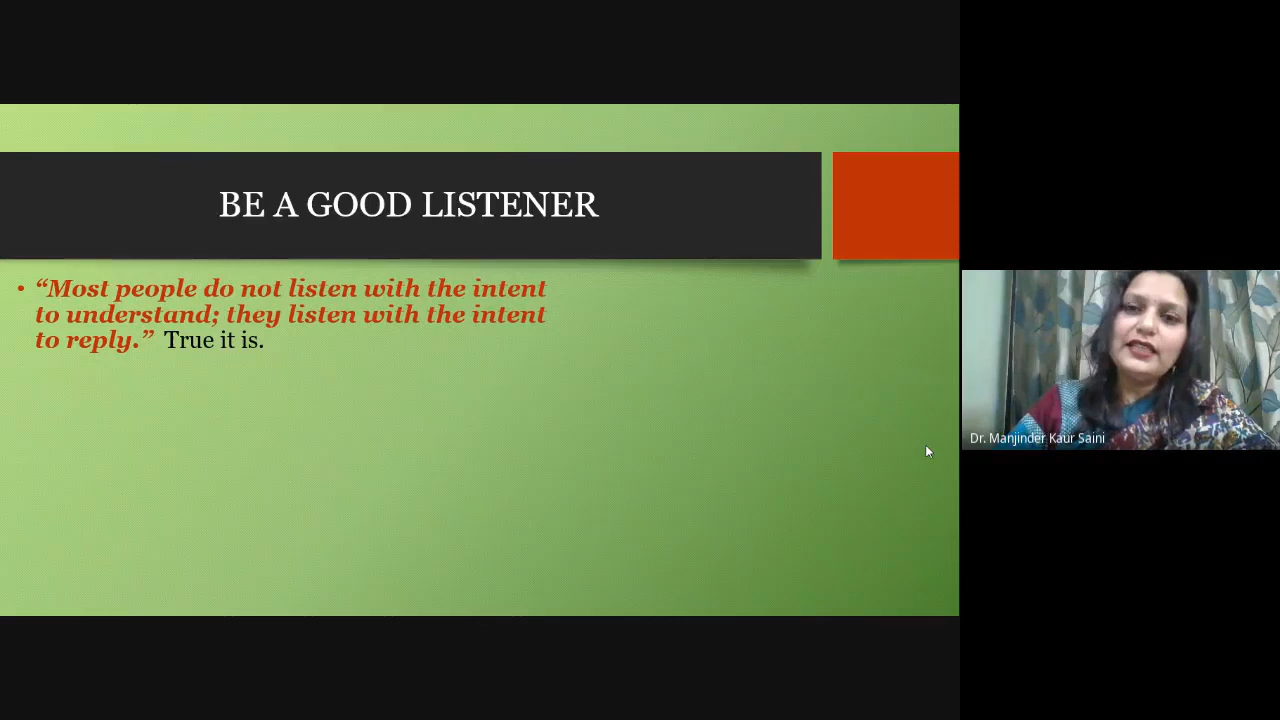 BE A GOOD LISTENER
• “Most people do not listen with the intent
to understand; they listen with the intent
to reply.” True it is.
Dr. Manjinder Kaur Saini